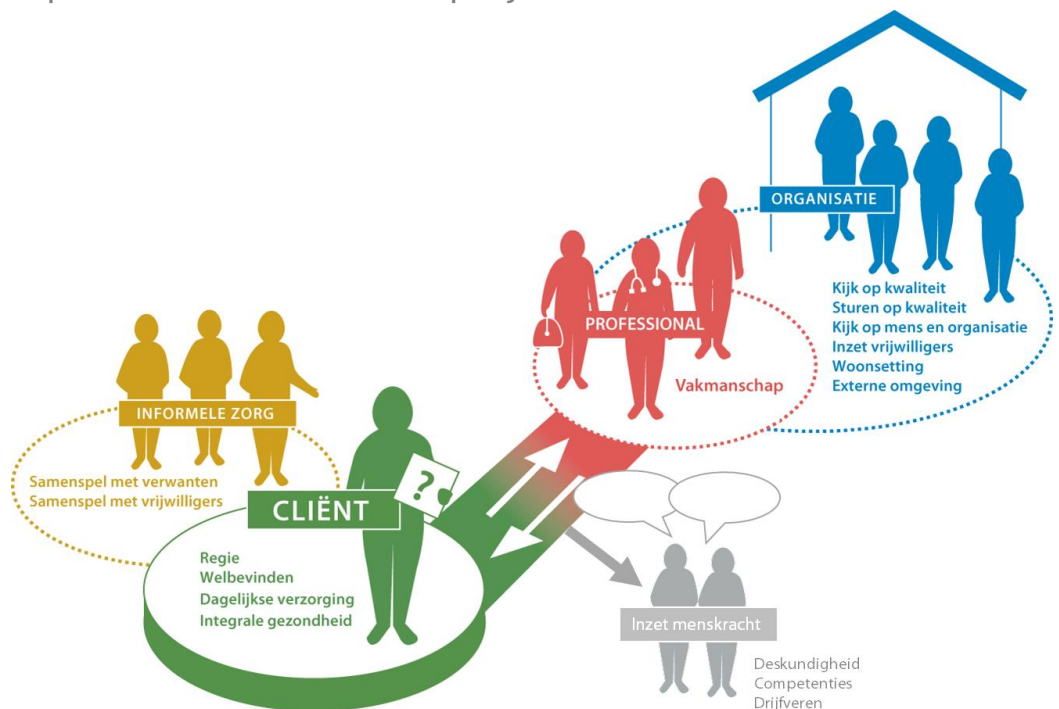 ORGANISATIE
Kijk op kwaliteit
Sturen op kwaliteit
Kijk op mens en organisatie
Inzet vrijwilligers
Woonsetting
Externe omgeving
PROFESSIONAL
Vakmanschap
INFORMELE ZORG
Samenspel met verwanten
Samenspel met vrijwilligers
CLIËNT
?
Regie
Welbevinden
Dagelijkse verzorging
Integrale gezondheid
Inzet menskracht
Deskundigheid
Competenties
Drijfveren